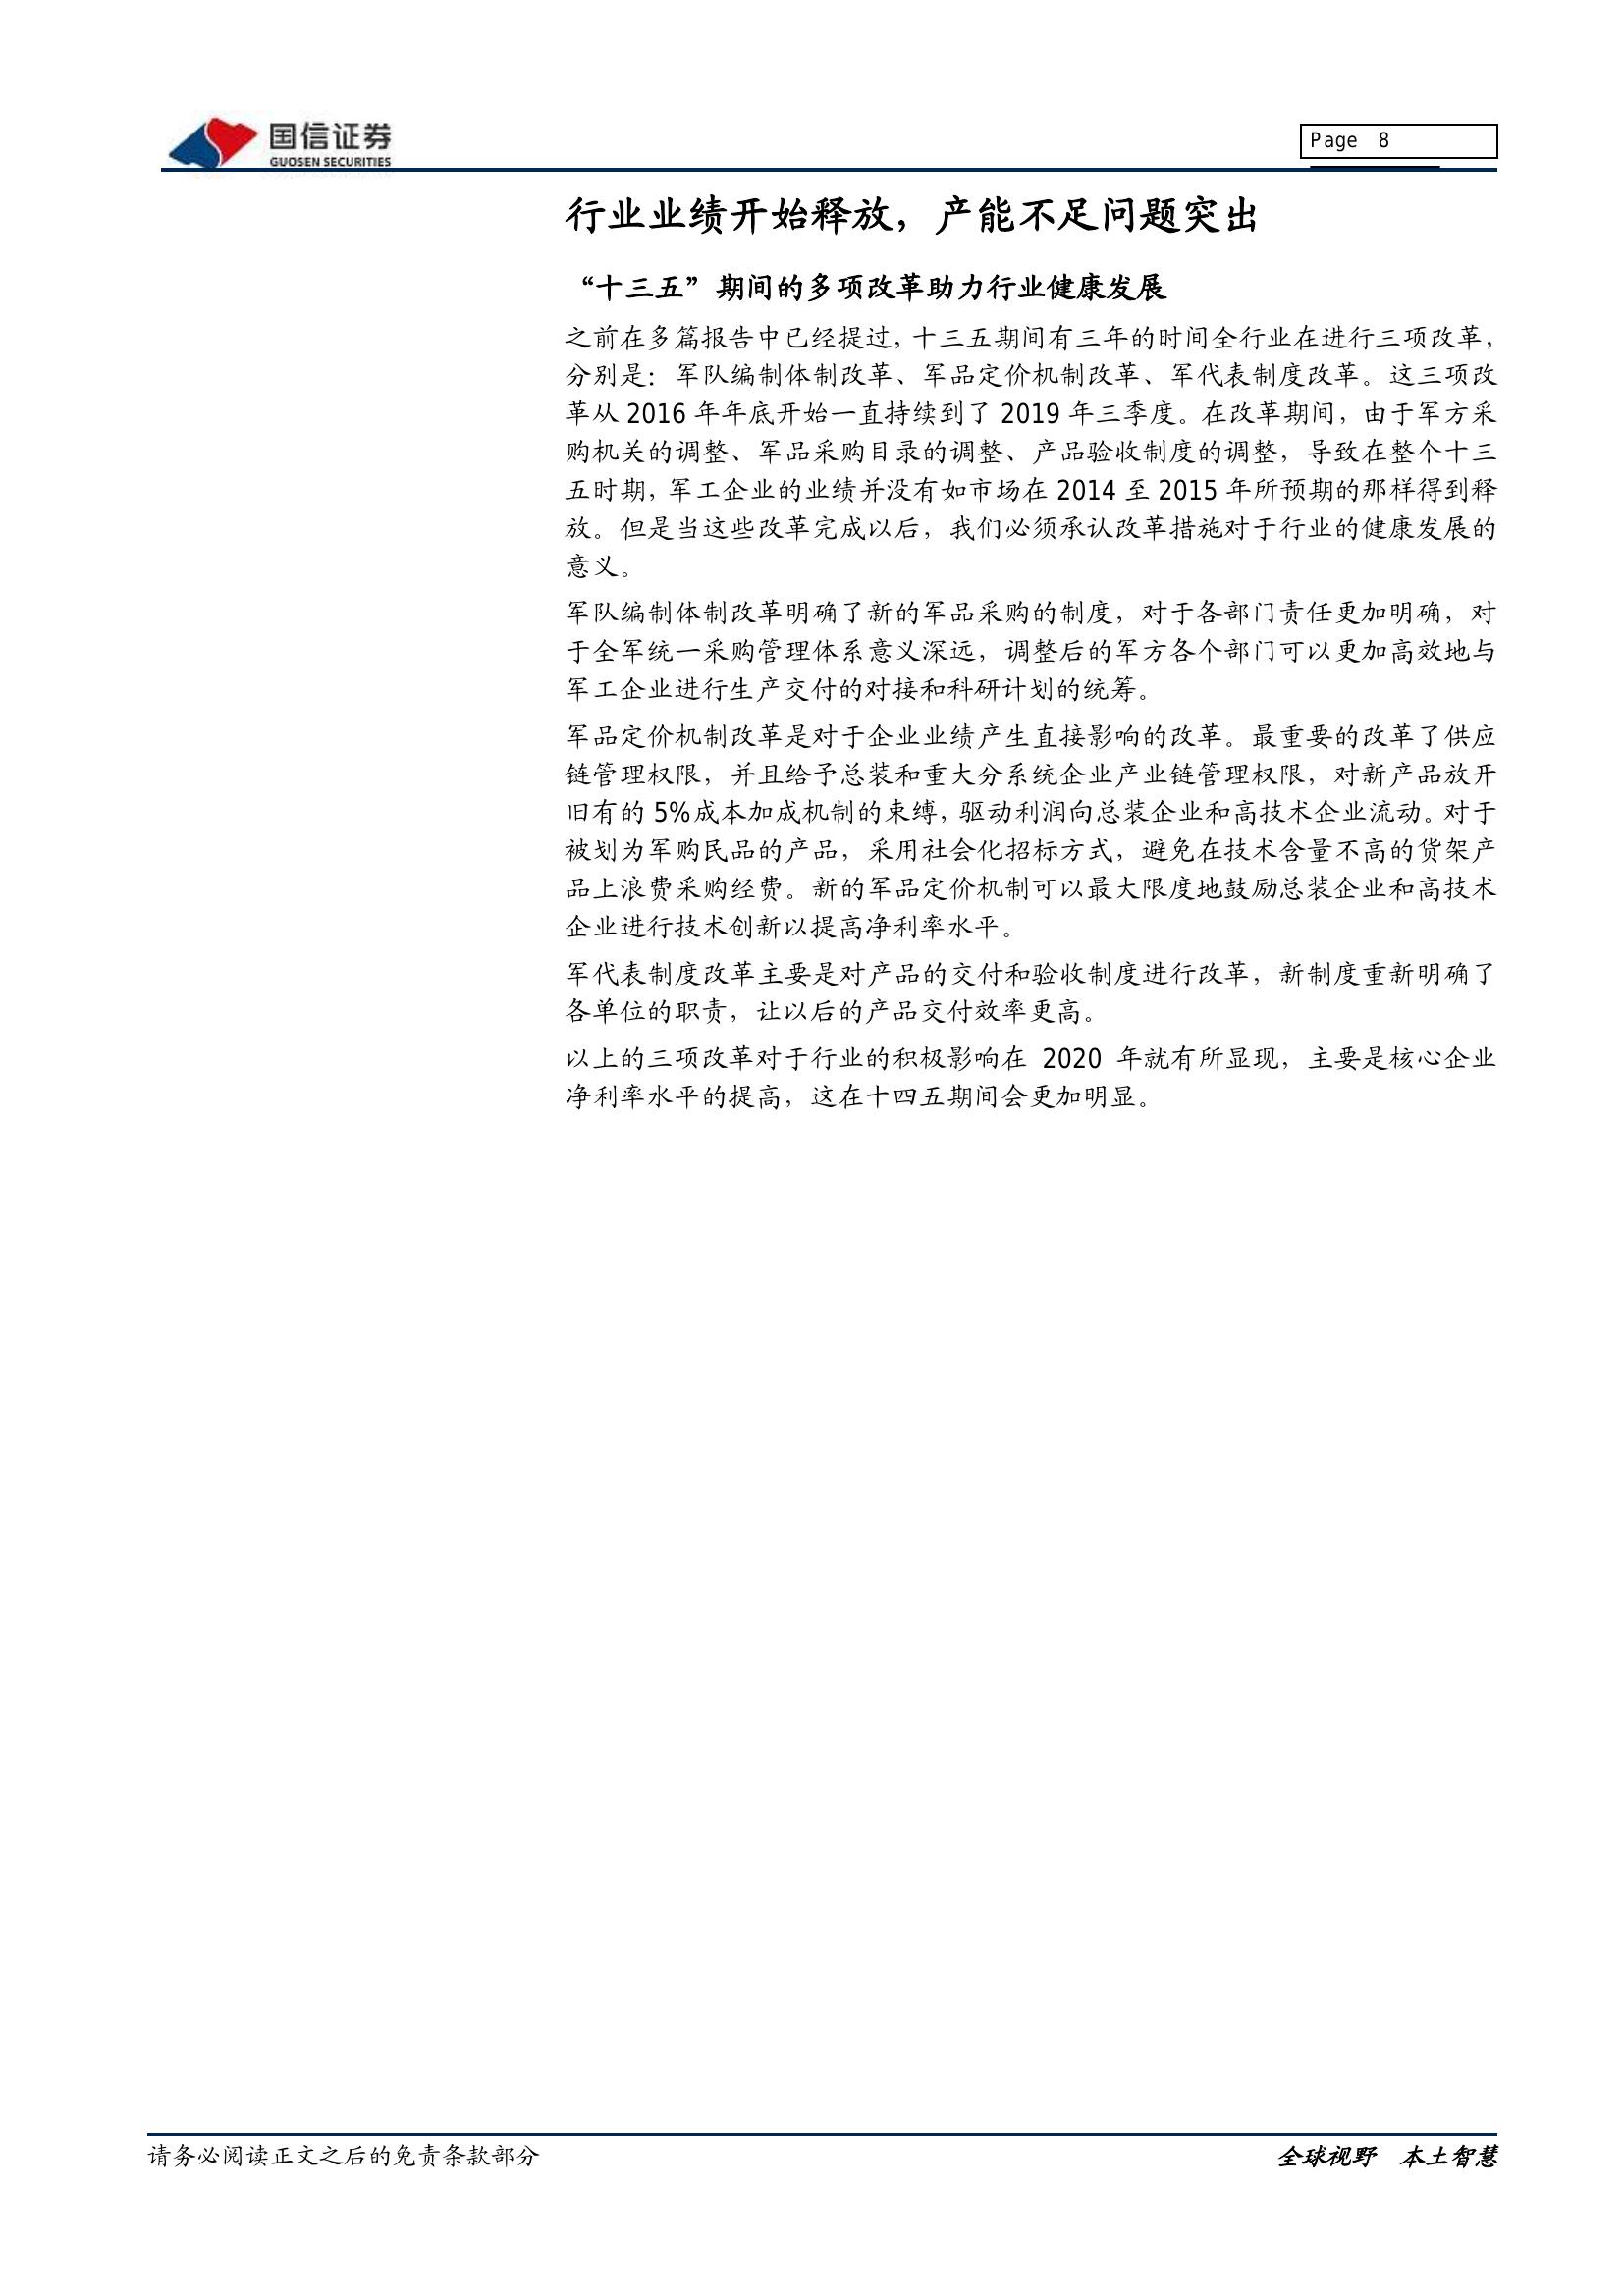 国信证券
GUOSEN SECURITIES
Page 8
行业业绩开始释放，产能不足问题突出
“十三五”期间的多项改革助力行业健康发展
之前在多篇报告中已经提过，十三五期间有三年的时间全行业在进行三项改革，
分别是：军队编制体制改革、军品定价机制改革、军代表制度改革。这三项改
革从 2016 年年底开始一直持续到了 2019 年三季度。在改革期间，由于军方采
购机关的调整、军品采购目录的调整、产品验收制度的调整，导致在整个十三
五时期，军工企业的业绩并没有如市场在 2014 至 2015 年所预期的那样得到释
放。但是当这些改革完成以后，我们必须承认改革措施对于行业的健康发展的
意义。
军队编制体制改革明确了新的军品采购的制度，对于各部门责任更加明确，对
于全军统一采购管理体系意义深远，调整后的军方各个部门可以更加高效地与
军工企业进行生产交付的对接和科研计划的统筹。
军品定价机制改革是对于企业业绩产生直接影响的改革。最重要的改革了供应
链管理权限，并且给予总装和重大分系统企业产业链管理权限，对新产品放开
旧有的 5%成本加成机制的束缚，驱动利润向总装企业和高技术企业流动。对于
被划为军购民品的产品，采用社会化招标方式，避免在技术含量不高的货架产
品上浪费采购经费。新的军品定价机制可以最大限度地鼓励总装企业和高技术
企业进行技术创新以提高净利率水平。
军代表制度改革主要是对产品的交付和验收制度进行改革，新制度重新明确了
各单位的职责，让以后的产品交付效率更高。
以上的三项改革对于行业的积极影响在 2020 年就有所显现，主要是核心企业
净利率水平的提高，这在十四五期间会更加明显。
请务必阅读正文之后的免责条款部分
全球视野 本土智慧